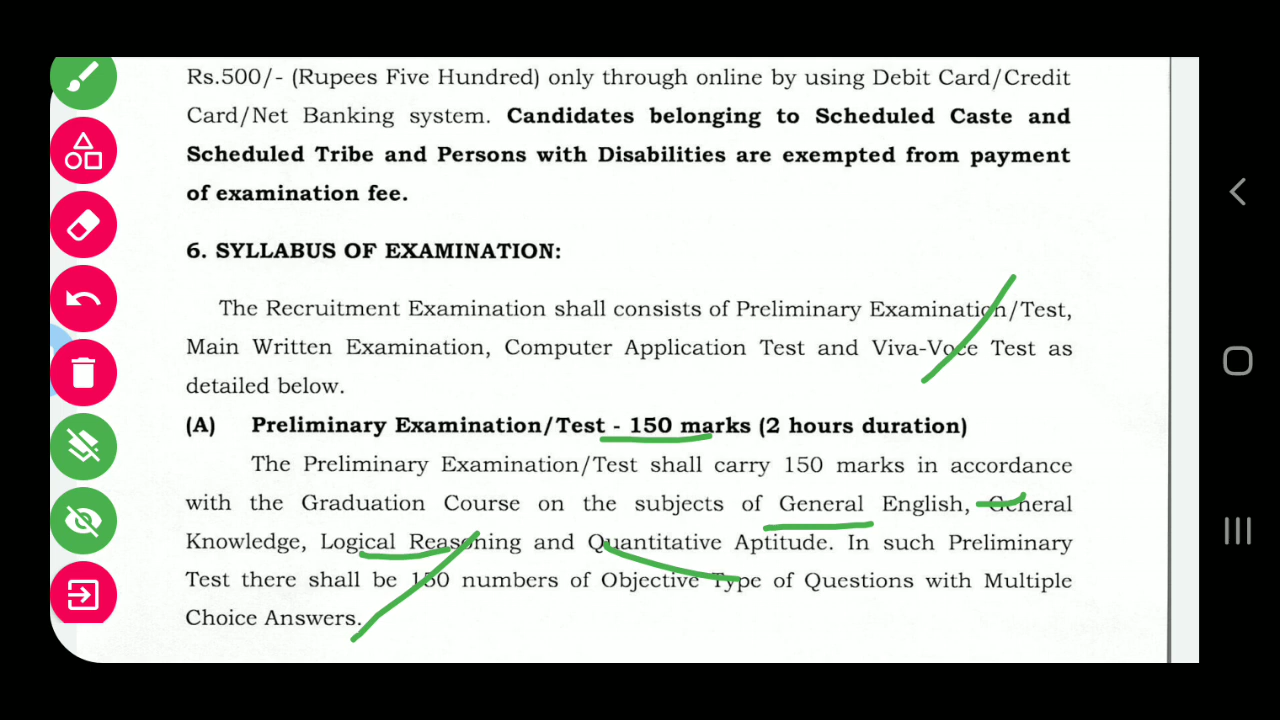 Rs.500/- (Rupees Five Hundred) only through online by using Debit Card/Credit
Card/Net Banking system. Candidates belonging to Scheduled Caste and
Scheduled Tribe and Persons with Disabilities are exempted from payment
of examination fee.
6. SYLLABUS OF EXAMINATION:
The Recruitment Examination shall consists of Preliminary Examination/Test,
Main Written Examination, Computer Application Test and Viva-Voce Test as
detailed below.
(A) Preliminary Examination/Test - 150 marks (2 hours duration)
The Preliminary Examination/Test shall carry 150 marks in accordance
with the Graduation Course on the subjects of General English, General
Knowledge, Logical Reasoning and Quantitative Aptitude. In such Preliminary
Test there shall be 150 numbers of Objective Type of Questions with Multiple
Choice Answers.